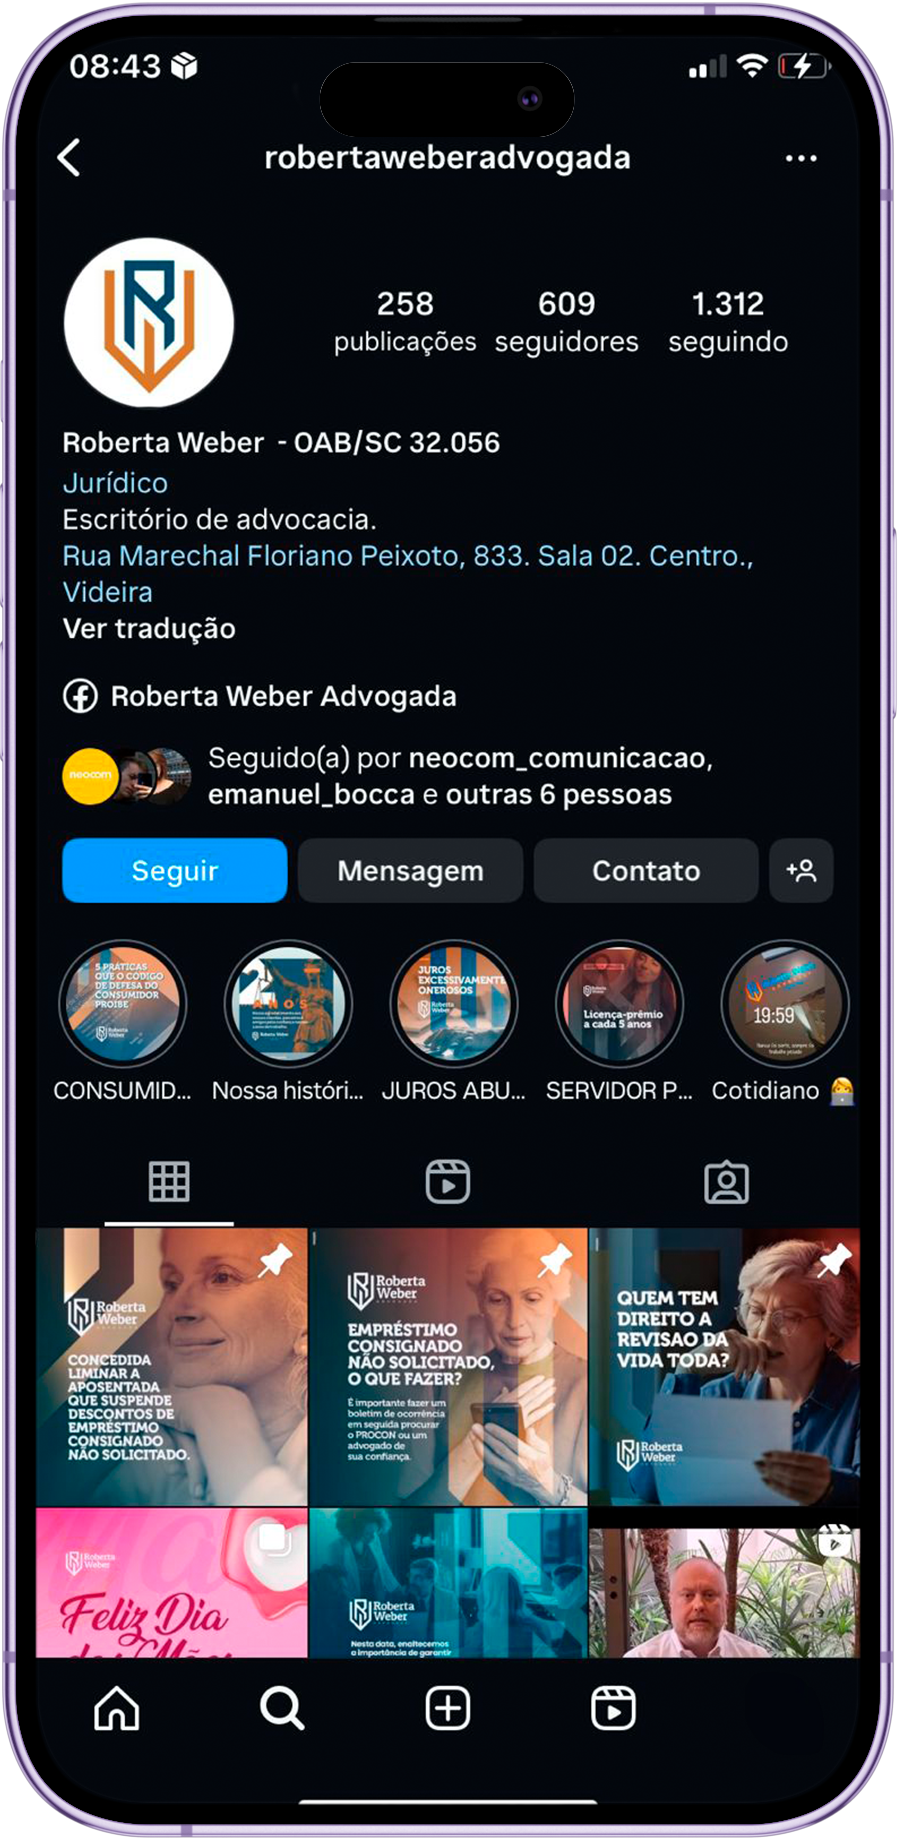 08:43
robertaweberadvogada
258
609
1.312
publicações
seguidores
seguindo
Roberta Weber - OAB/SC 32.056
Jurídico
Escritório de advocacia.
Rua Marechal Floriano Peixoto, 833. Sala 02. Centro.,
Videira
Ver tradução
Roberta Weber Advogada
neocom
Seguido(a) por neocom_comunicacao,
emanuel_bocca e outras 6 pessoas
Seguir
Mensagem
Contato
5 PRÁTICAS
QUE O CÓDIGO
DE DEFESA DO
CONSUMIDOR
PROIBE
Roberta
Weber
ANOS
Roberta Weber
JUROS
EXCESSIVAMENTE
ONEROSOS
Roberta
Weber
Licença-prêmio
a cada 5 anos
19:59
CONSUMID...
Nossa históri...
JUROS ABU...
SERVIDOR P...
Cotidiano
Roberta
Weber
CONCEDIDA
LIMINAR A
APOSENTADA
QUE SUSPENDE
DESCONTOS DE
EMPRÉSTIMO
CONSIGNADO
NÃO SOLICITADO.
Roberta
Weber
EMPRÉSTIMO
CONSIGNADO
NÃO SOLICITADO,
O QUE FAZER?
É importante fazer um
boletim de ocorrência
em seguida procurar
o PROCON ou um
advogado de
sua confiança.
QUEM TEM
DIREITO A
REVISAO DA
VIDA TODA?
Roberta
Weber
Roberta
Weber
Feliz Dia
das Mães
Roberta
Weber
Nesta data, enaltecemos
a importância de garantir